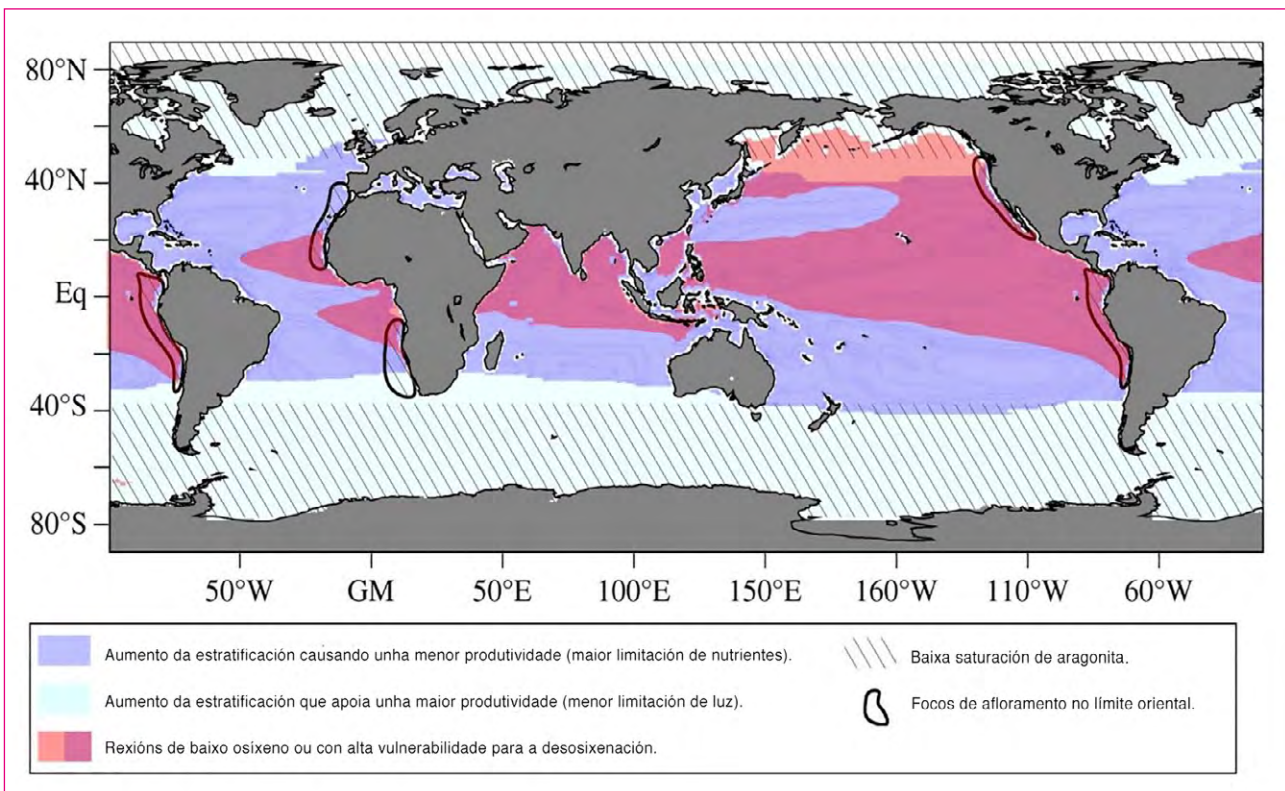 80°N
40°N
Eq
40°S
80°S
50°W GM 50°E 100°E 150°E 160°W 110°W 60°W
Aumento da estratificación causando unha menor produtividade (maior limitación de nutrientes).
Aumento da estratificación que apoia unha maior produtividade (menor limitación de luz).
Rexións de baixo osíxeno ou con alta vulnerabilidade para a desosixenación.
Baixa saturación de aragonita.
Focos de afloramento no límite oriental.